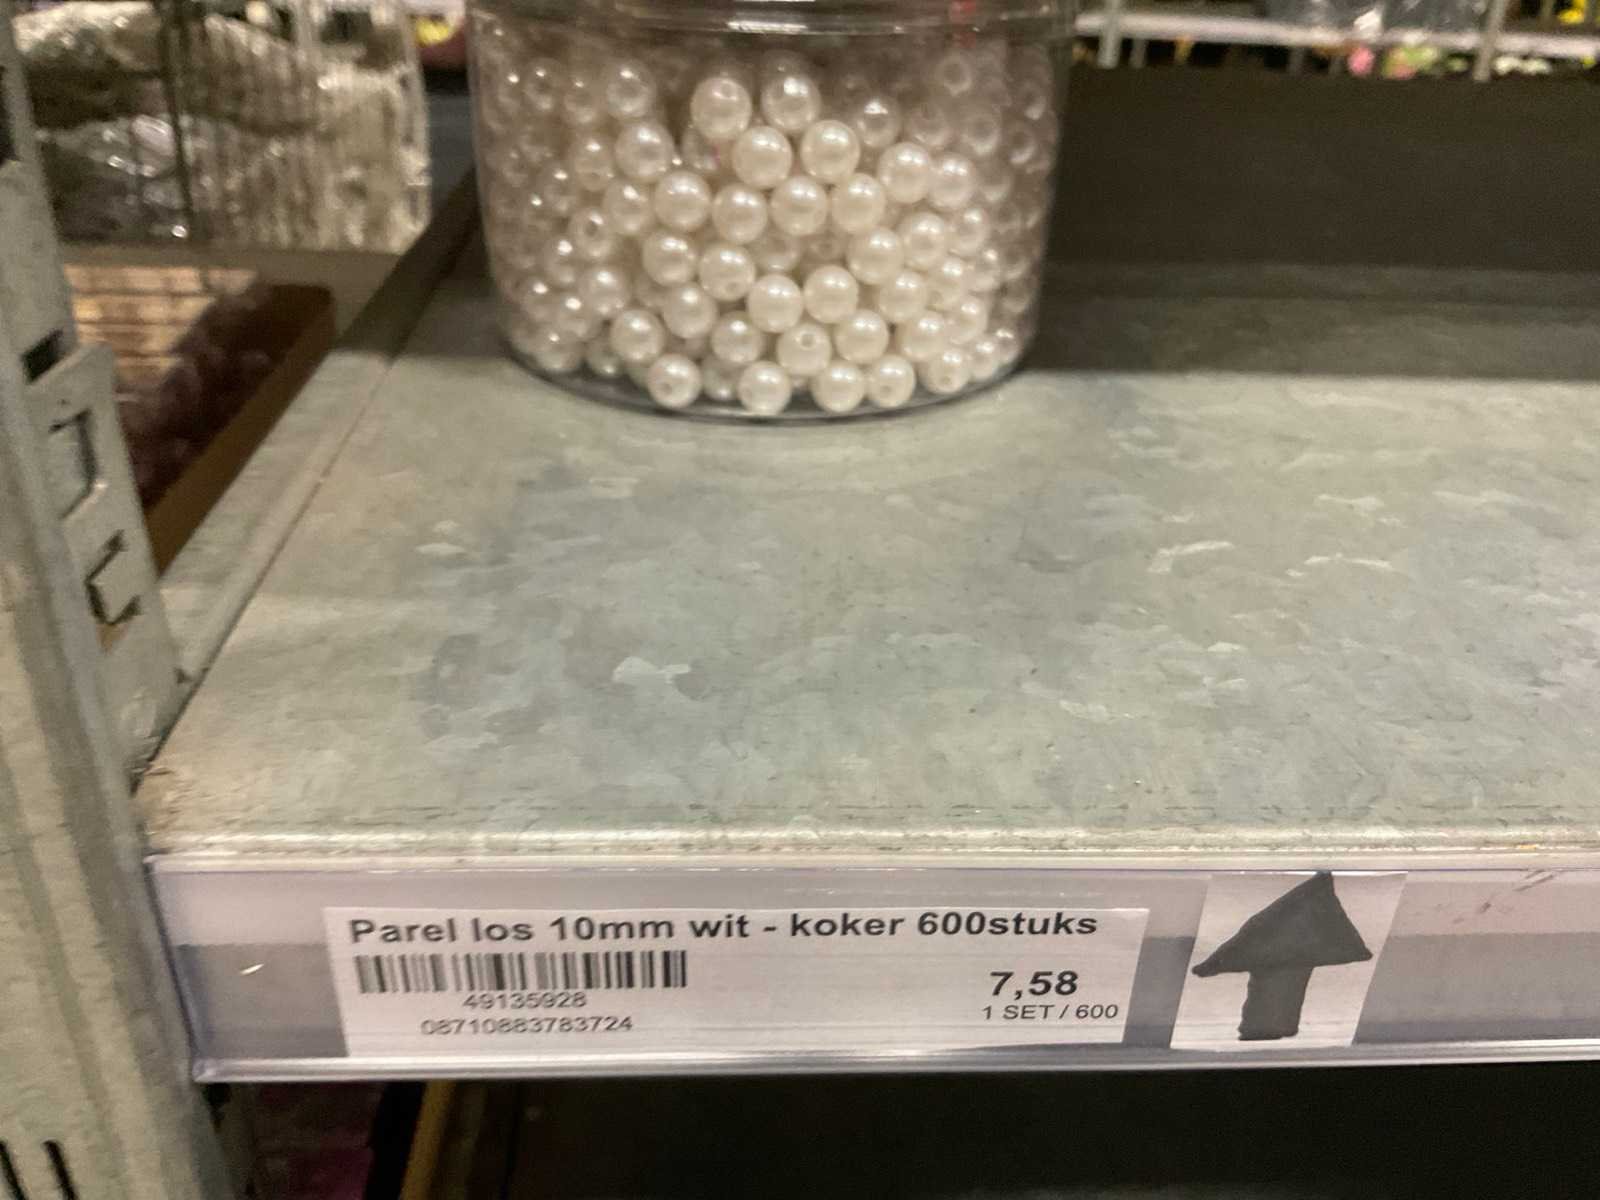 Parel los 10mm wit - koker 600stuks
49135928
08710883783724
7,58
1 SET / 600